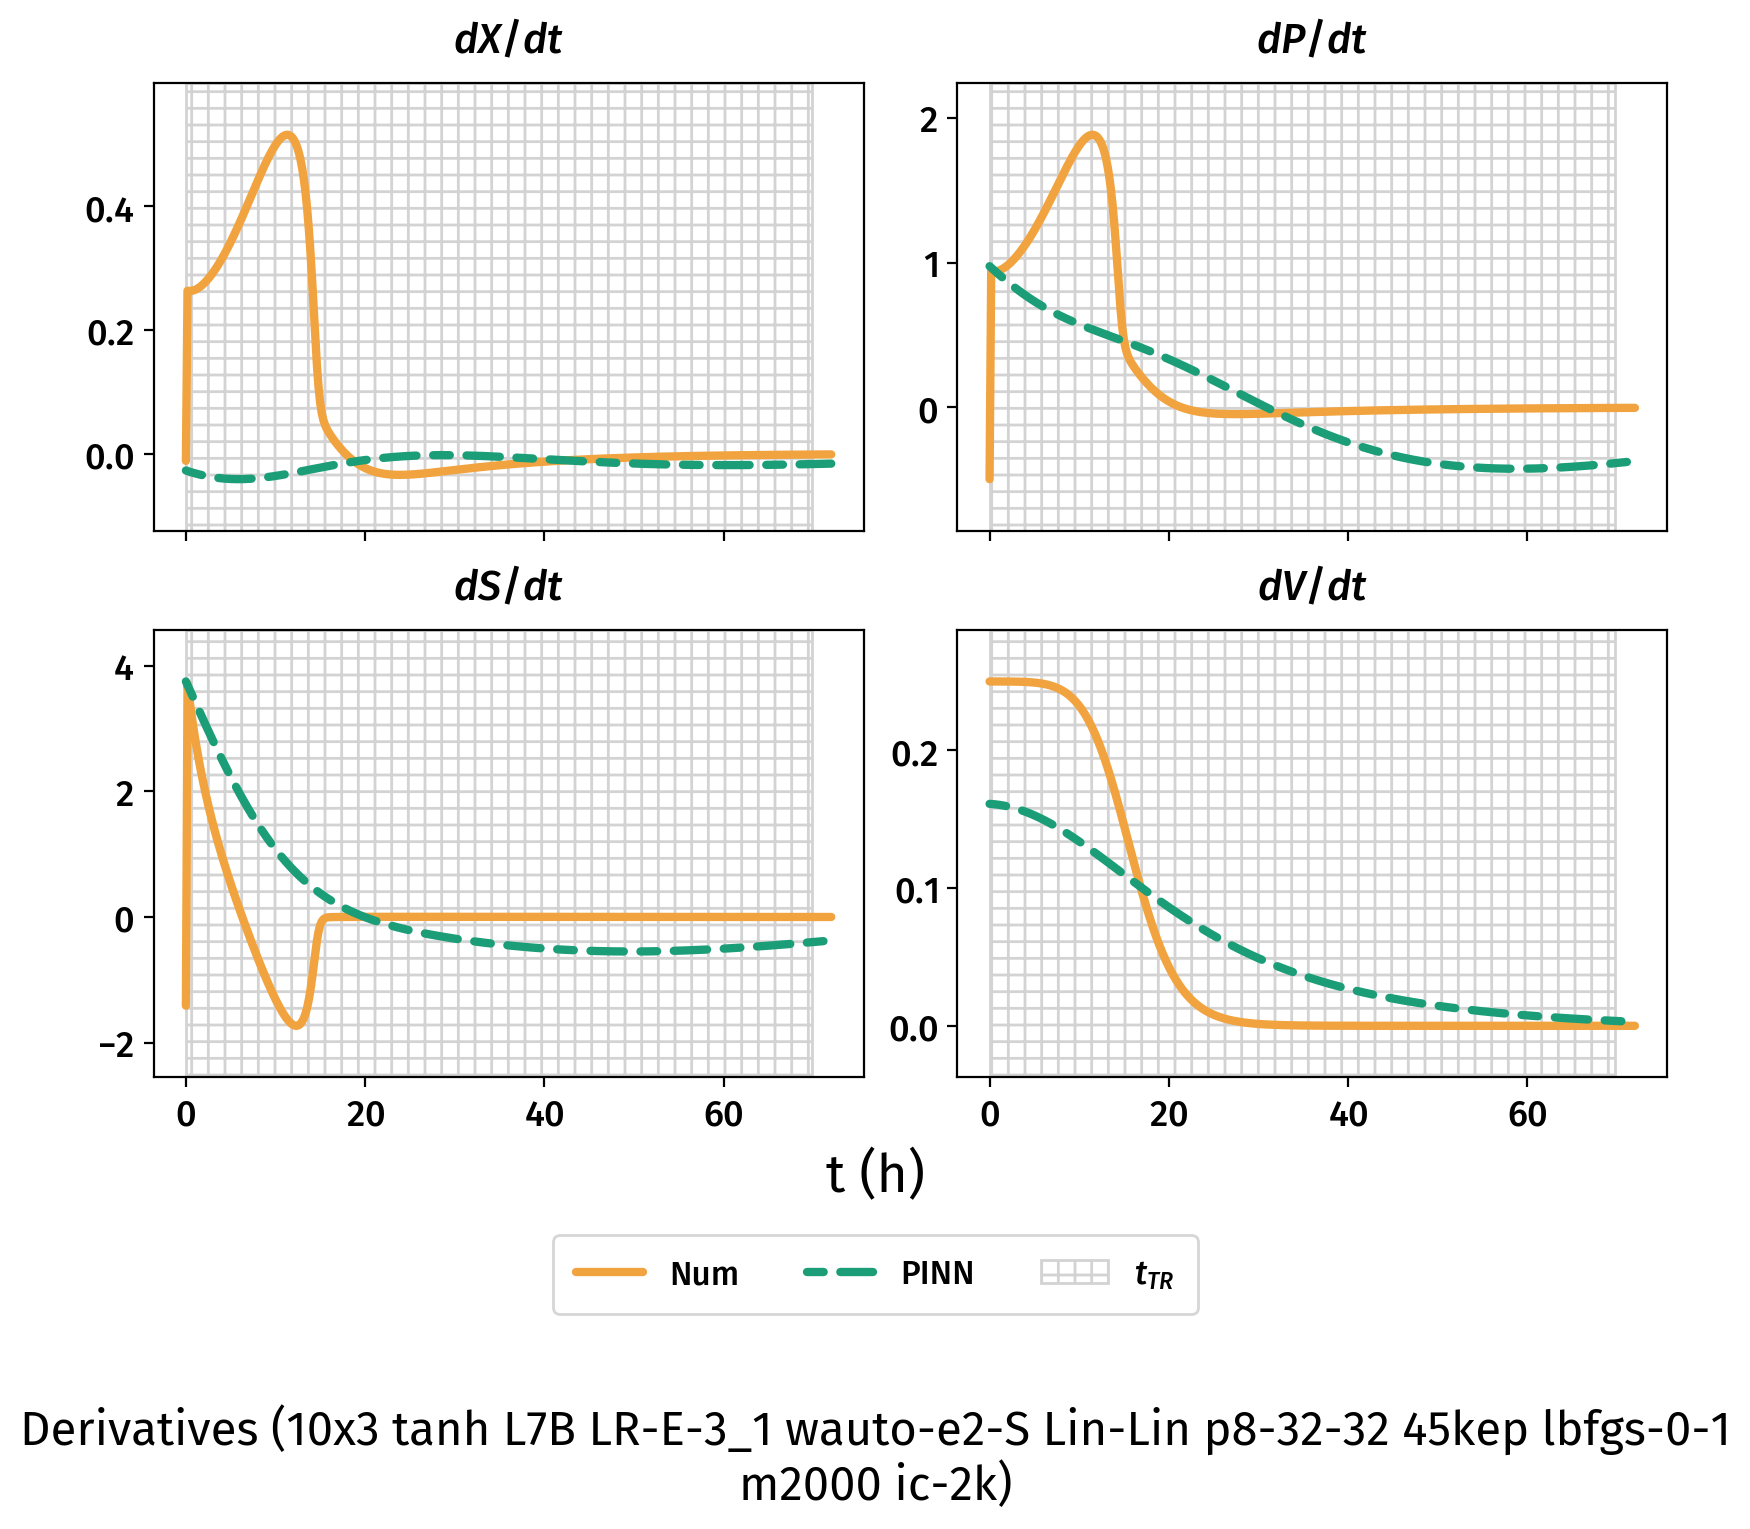 dX/dt
dP/dt
0.4
0.2
0.0
2
1
0
dS/dt
dV/dt
4
2
0
−2
0.2
0.1
0.0
0 20 40 60
0 20 40 60
t (h)
Num PINN t_TR
Derivatives (10x3 tanh L7B LR-E-3_1 wauto-e2-S Lin-Lin p8-32-32 45kep lbfgs-0-1
m2000 ic-2k)